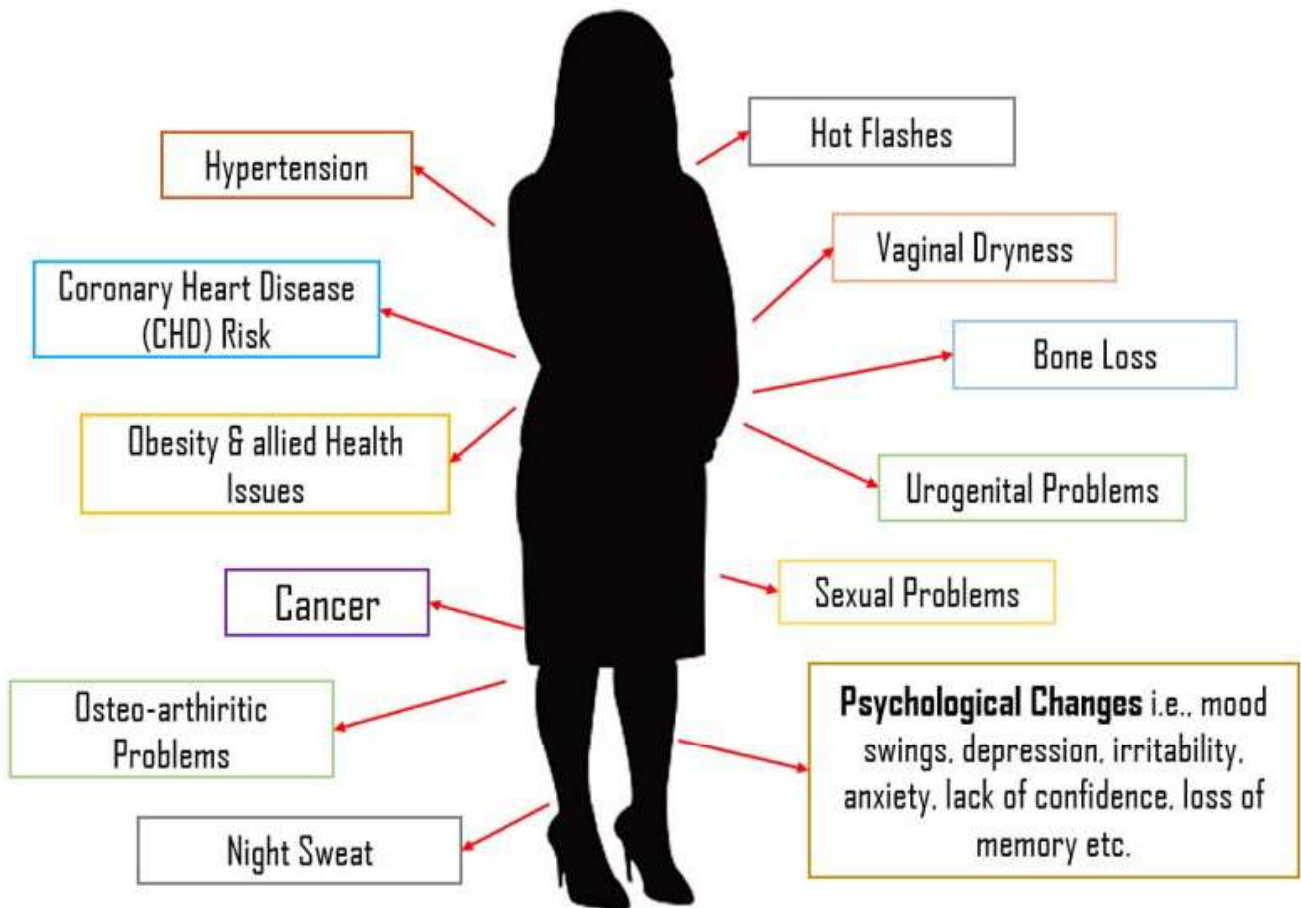 Hypertension
Coronary Heart Disease
(CHD) Risk
Obesity & allied Health
Issues
Cancer
Osteo-arthiritic
Problems
Night Sweat
Hot Flashes
Vaginal Dryness
Bone Loss
Urogenital Problems
Sexual Problems
Psychological Changes i.e., mood
swings, depression, irritability,
anxiety, lack of confidence, loss of
memory etc.